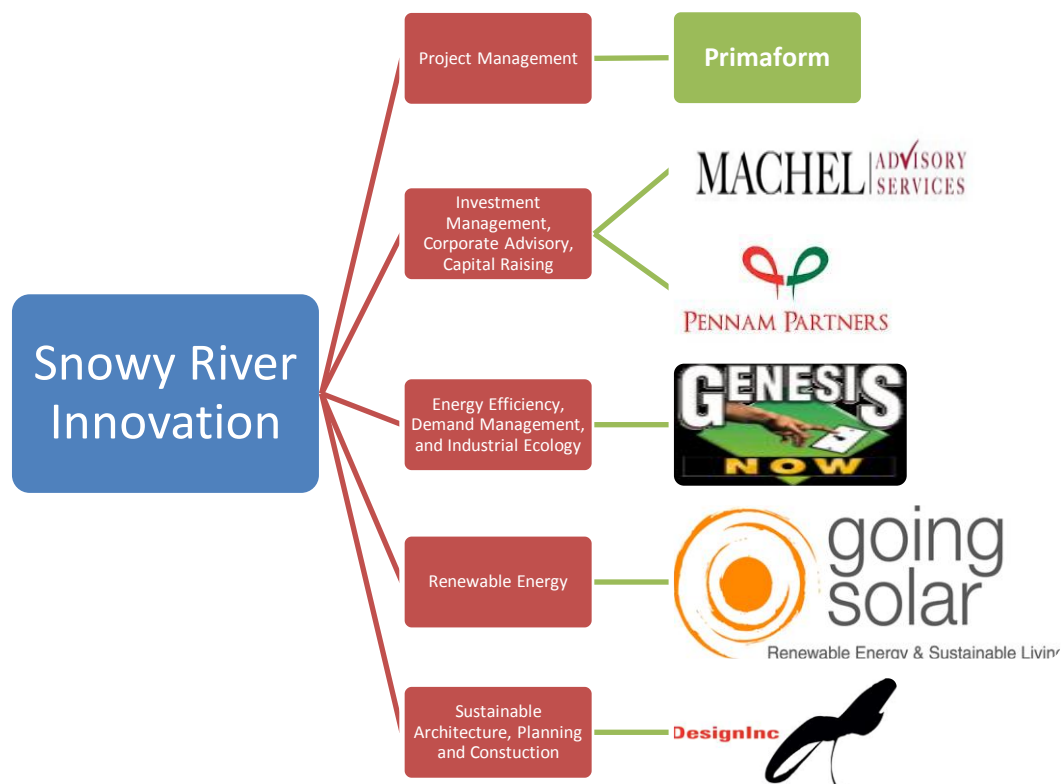 Project Management
Primaform
MACHEL
ADVISORY
SERVICES
Investment
Management,
Corporate Advisory,
Capital Raising
PENNAM PARTNERS
Snowy River
Innovation
Energy Efficiency,
Demand Management,
and Industrial Ecology
GENESIS
NOW
Renewable Energy
going
solar
Renewable Energy & Sustainable Living
Sustainable
Architecture, Planning
and Constuction
DesignInc